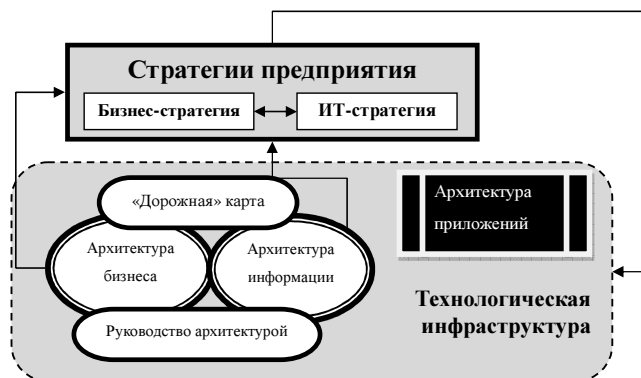 Стратегии предприятия
Бизнес-стратегия
ИТ-стратегия
«Дорожная» карта
Архитектура
приложений
Архитектура
бизнеса
Архитектура
информации
Технологическая
инфраструктура
Руководство архитектурой